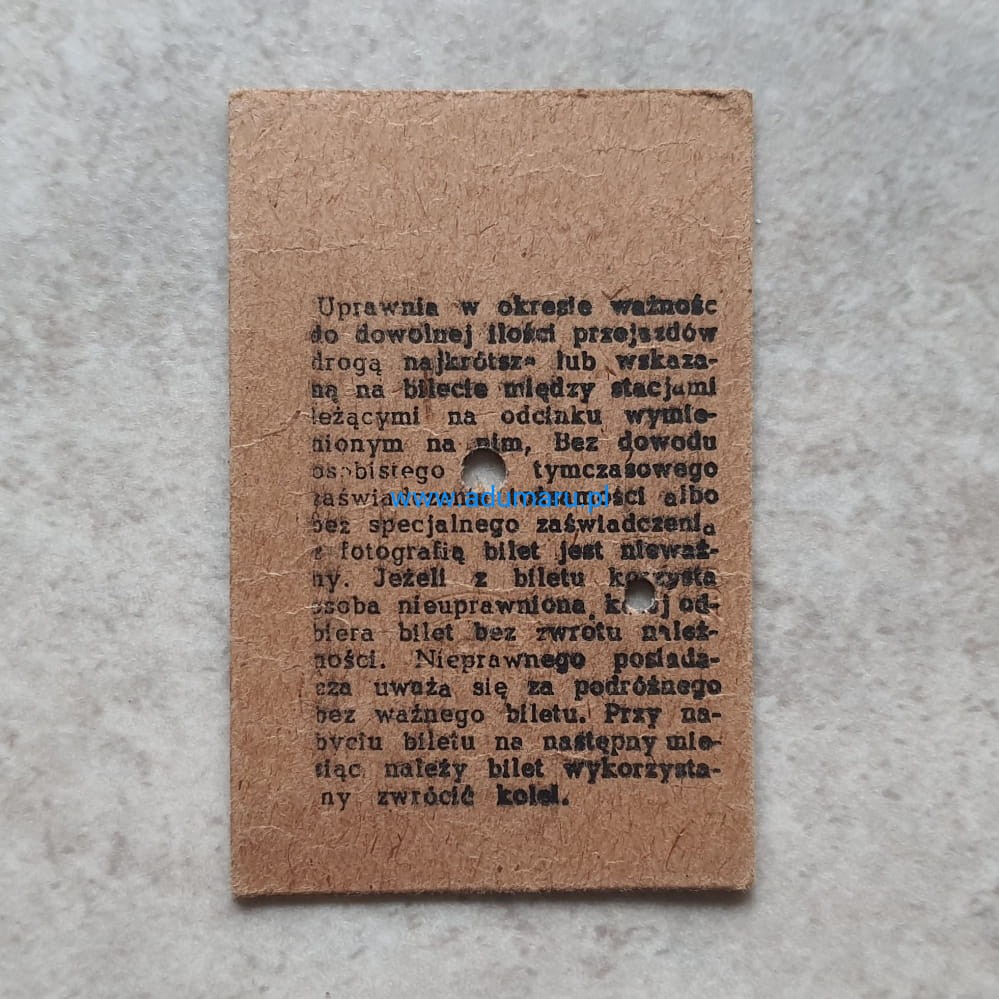 Uprawnia w okresie ważnośc
do dowolnej ilości przejazdów
drogą najkrótszą lub wskaza-
ną na bilecie między stacjami
leżącymi na odcinku wymie-
nionym na nim, Bez dowodu
osobistego tymczasowego
zaświadczenia tożsamości albo
bez specjalnego zaświadczenia
z fotografią bilet jest nieważ-
ny. Jeżeli z biletu korzysta
osoba nieuprawniona, kolej od-
biera bilet bez zwrotu należ-
ności. Nieprawnego posiada-
cza uważa się za podróżnego
bez ważnego biletu. Przy na-
byciu biletu na następny mie-
siąc należy bilet wykorzysta-
ny zwrócić kolei.
www.adumaru.pl